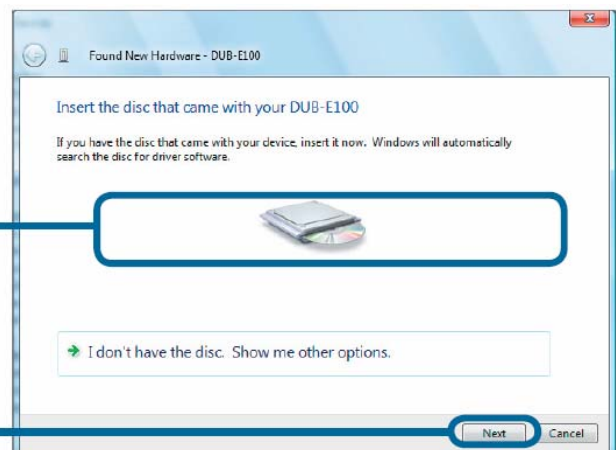 Found New Hardware - DUB-E100
Insert the disc that came with your DUB-E100
If you have the disc that came with your device, insert it now. Windows will automatically
search the disc for driver software.
I don't have the disc. Show me other options.
Next
Cancel